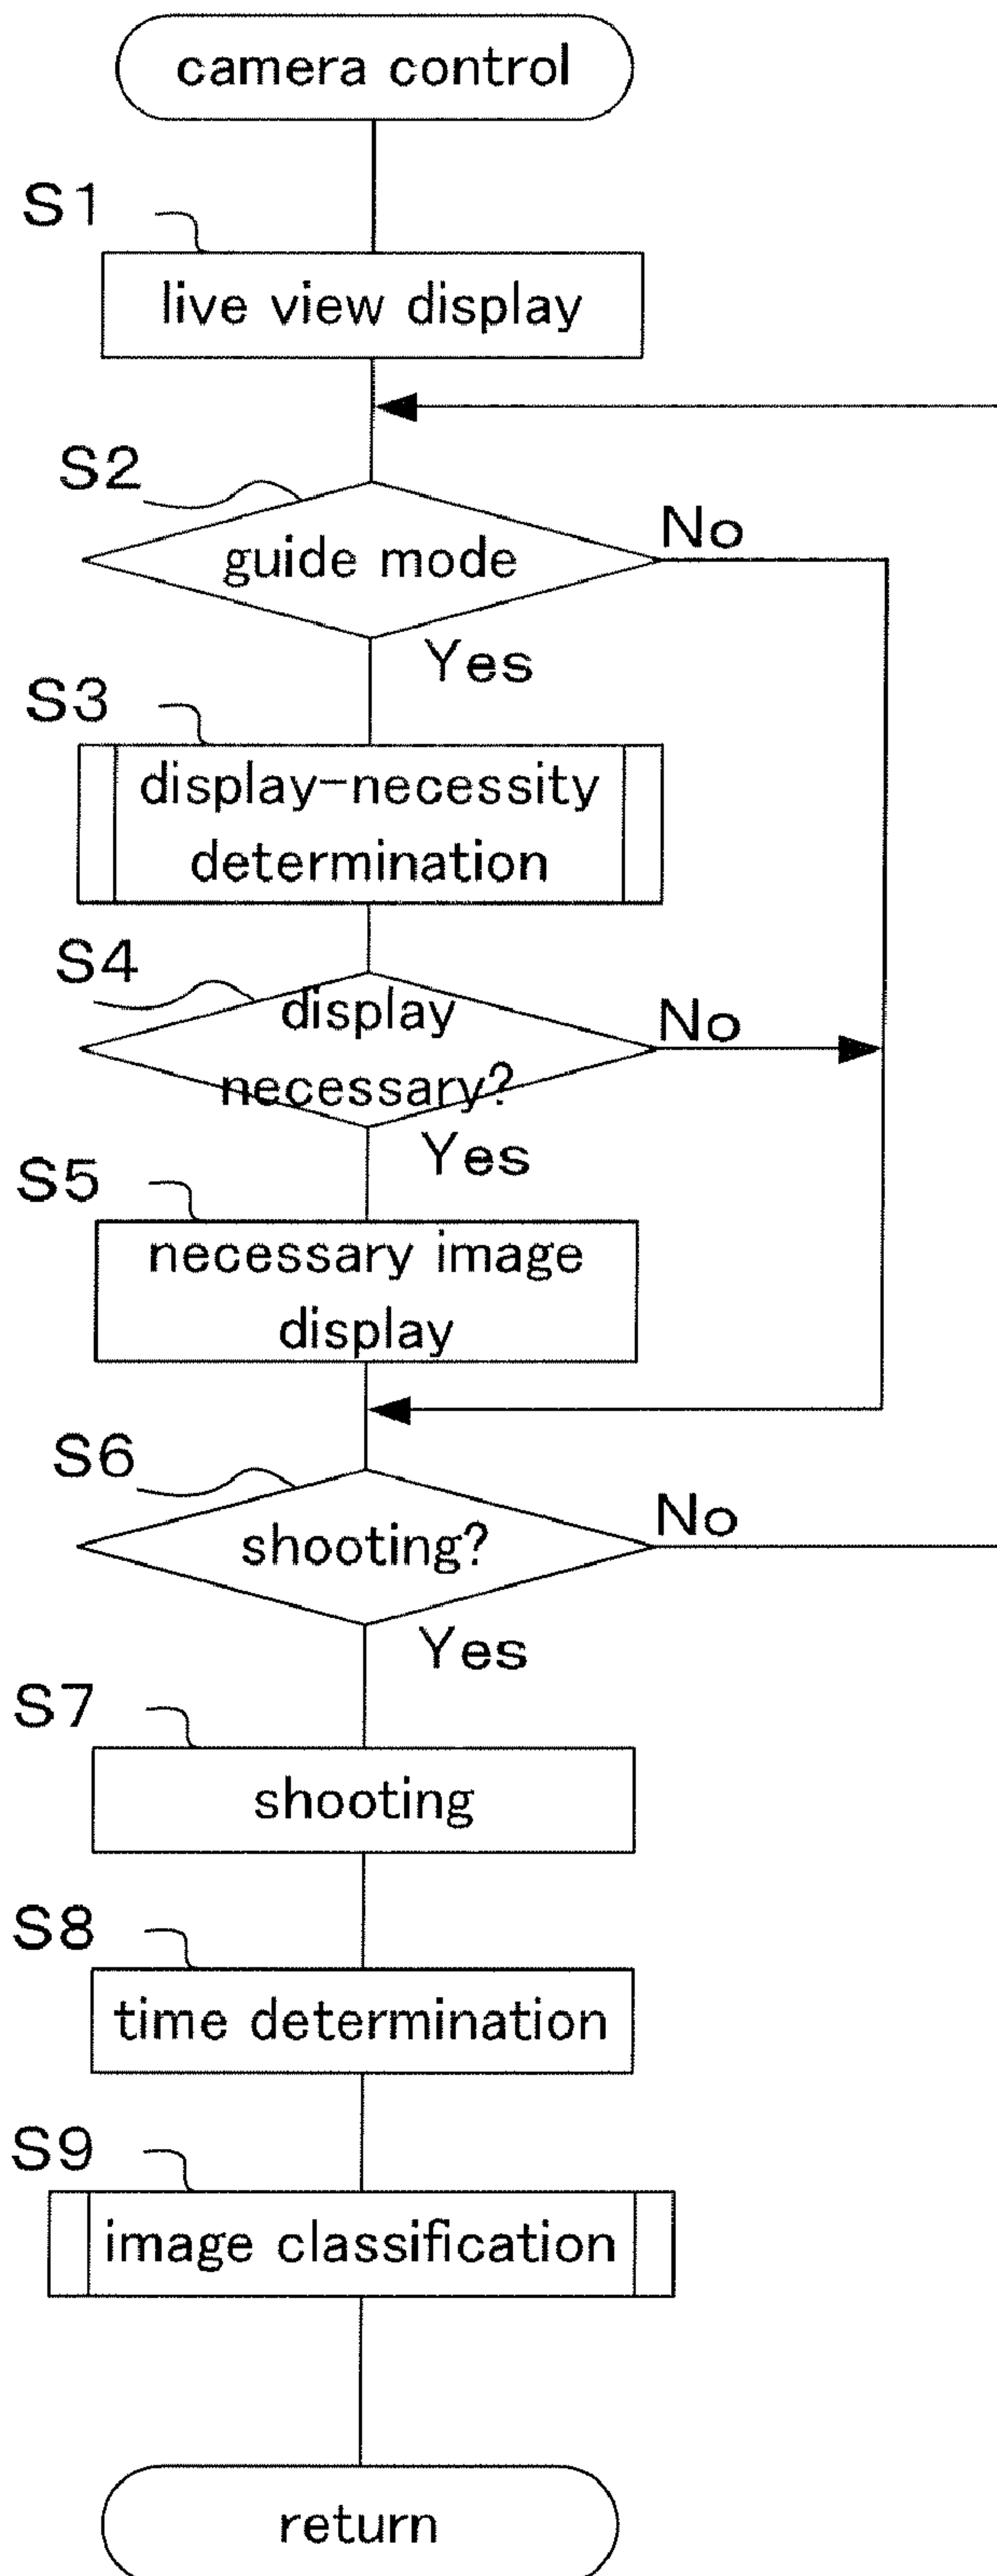 camera control
S1
live view display
S2
guide mode
No
Yes
S3
display-necessity
determination
S4
display
necessary?
No
Yes
S5
necessary image
display
S6
shooting?
No
Yes
S7
shooting
S8
time determination
S9
image classification
return